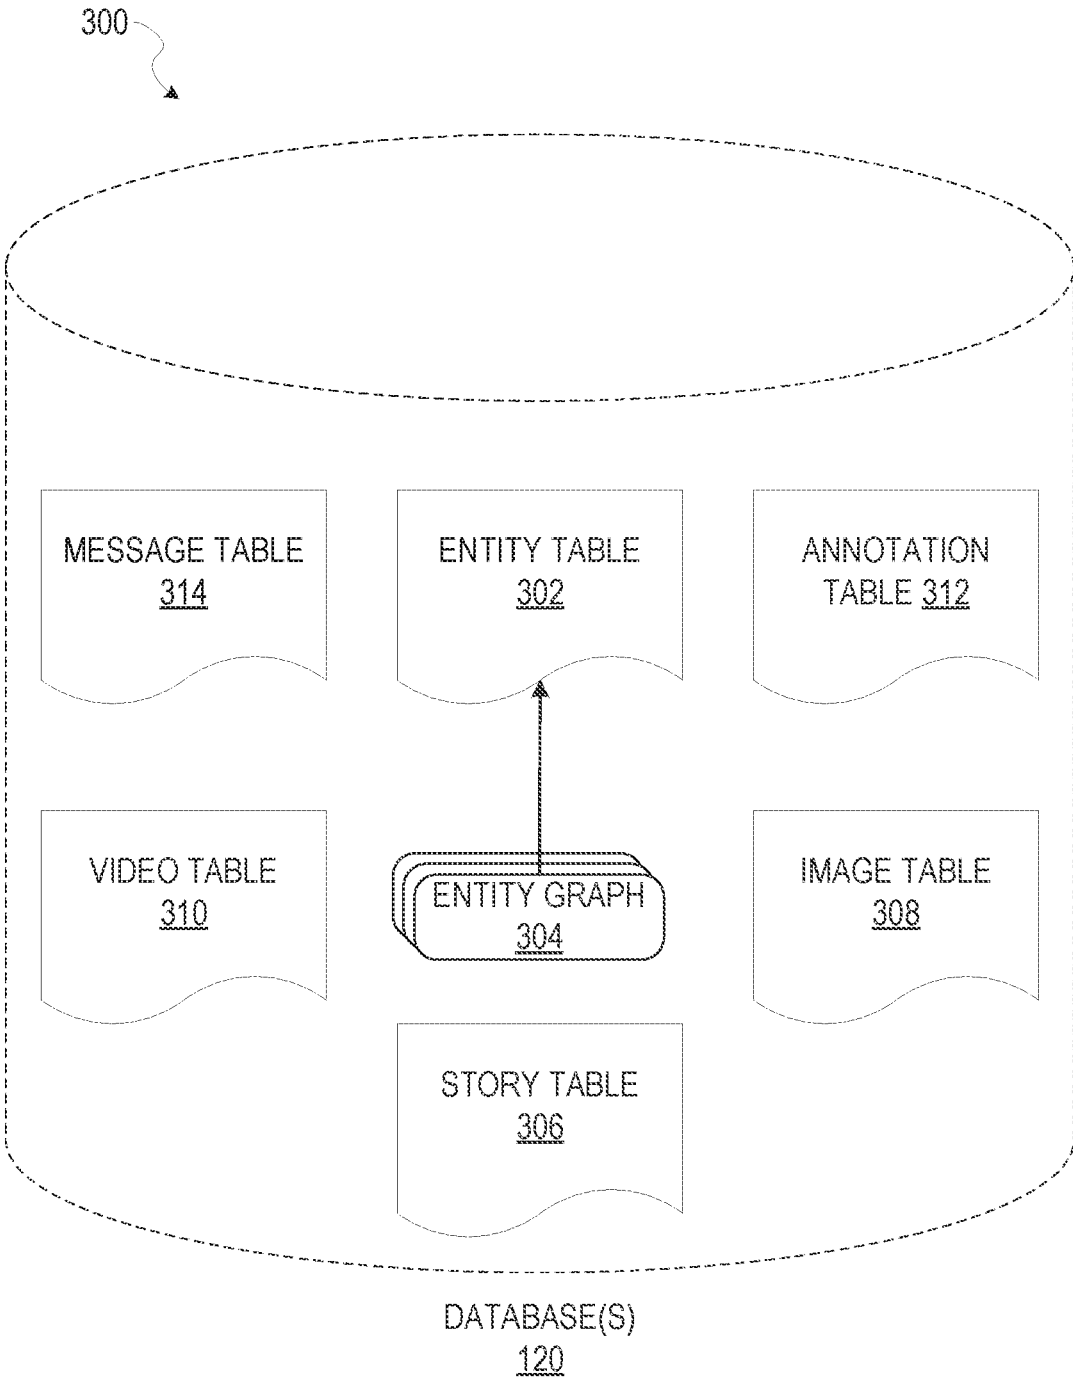 300
MESSAGE TABLE
314
ENTITY TABLE
302
ANNOTATION
TABLE 312
VIDEO TABLE
310
ENTITY GRAPH
304
IMAGE TABLE
308
STORY TABLE
306
DATABASE(S)
120